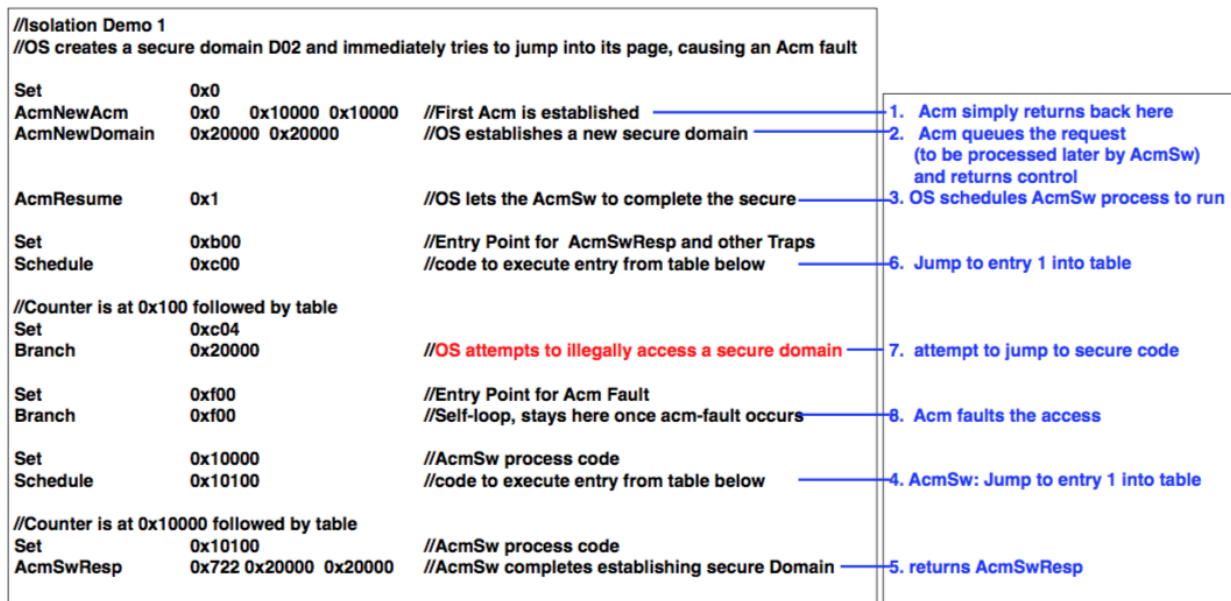 //Isolation Demo 1
//OS creates a secure domain D02 and immediately tries to jump into its page, causing an Acm fault
Set 0x0
AcmNewAcm 0x0 0x10000 0x10000 //First Acm is established 1. Acm simply returns back here
AcmNewDomain 0x20000 0x20000 //OS establishes a new secure domain 2. Acm queues the request
(to be processed later by AcmSw)
and returns control
AcmResume 0x1 //OS lets the AcmSw to complete the secure 3. OS schedules AcmSw process to run
Set 0xb00 //Entry Point for AcmSwResp and other Traps
Schedule 0xc00 //code to execute entry from table below 6. Jump to entry 1 into table
//Counter is at 0x100 followed by table
Set 0xc04
Branch 0x20000 //OS attempts to illegally access a secure domain 7. attempt to jump to secure code
Set 0xf00 //Entry Point for Acm Fault
Branch 0xf00 //Self-loop, stays here once acm-fault occurs 8. Acm faults the access
Set 0x10000 //AcmSw process code
Schedule 0x10100 //code to execute entry from table below 4. AcmSw: Jump to entry 1 into table
//Counter is at 0x10000 followed by table
Set 0x10100 //AcmSw process code
AcmSwResp 0x722 0x20000 0x20000 //AcmSw completes establishing secure Domain 5. returns AcmSwResp